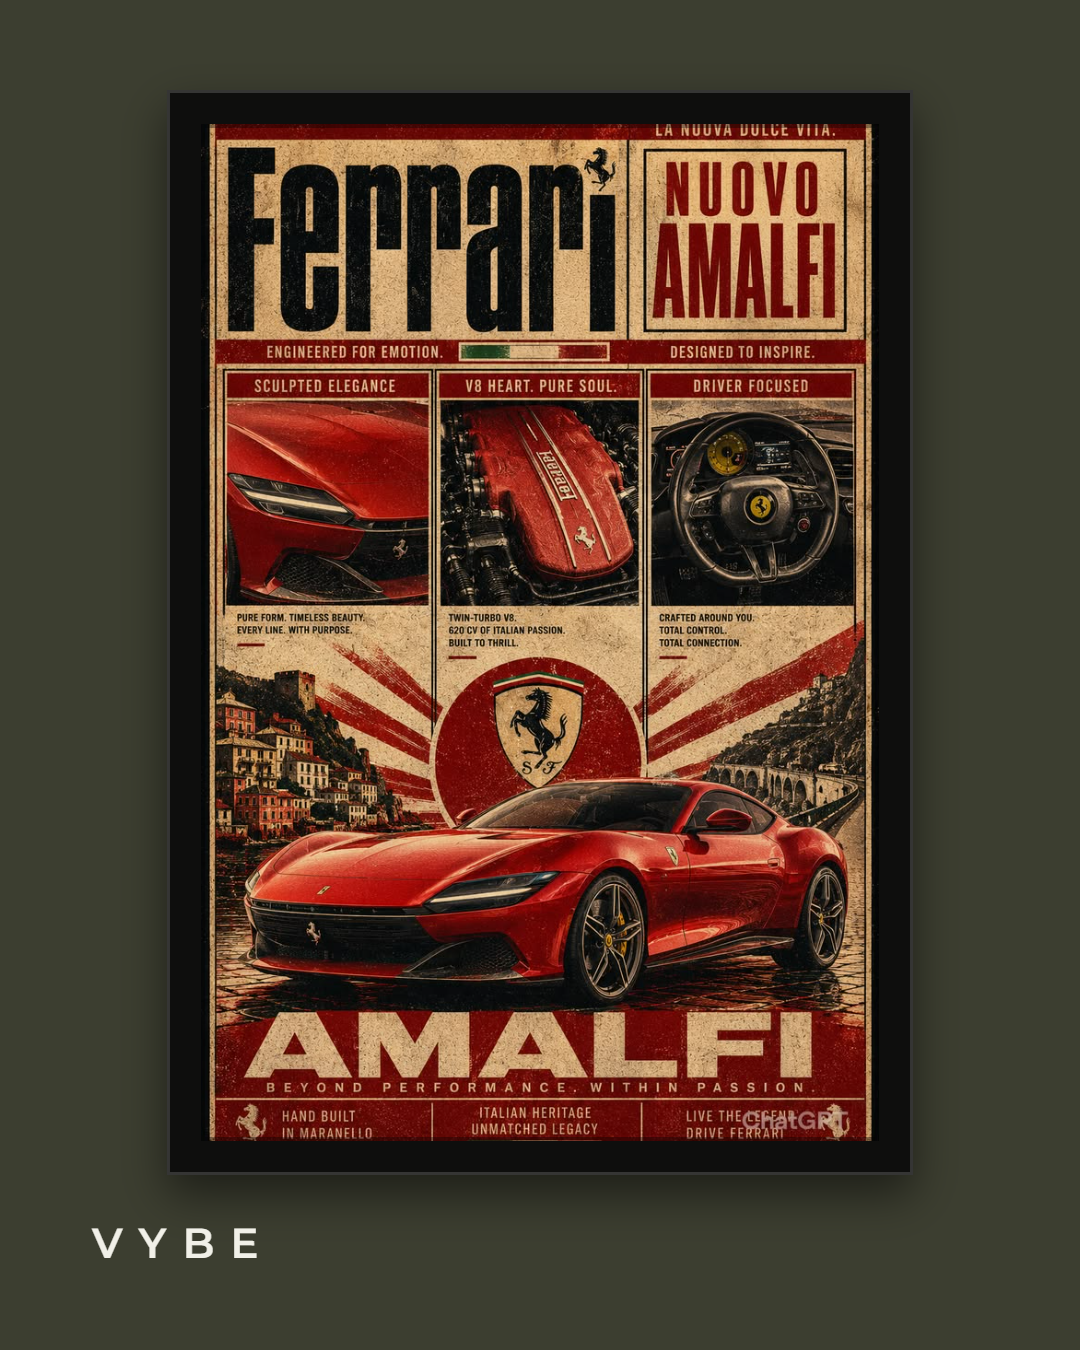 LA NUOVA DOLCE VITA.
Ferrari
NUOVO
AMALFI
ENGINEERED FOR EMOTION.
DESIGNED TO INSPIRE.
SCULPTED ELEGANCE
V8 HEART. PURE SOUL.
DRIVER FOCUSED
Ferrari
PURE FORM. TIMELESS BEAUTY.
EVERY LINE. WITH PURPOSE.
TWIN-TURBO V8.
620 CV OF ITALIAN PASSION.
BUILT TO THRILL.
CRAFTED AROUND YOU.
TOTAL CONTROL.
TOTAL CONNECTION.
S F
AMALFI
BEYOND PERFORMANCE. WITHIN PASSION.
HAND BUILT
IN MARANELLO
ITALIAN HERITAGE
UNMATCHED LEGACY
LIVE THE LEGEND
DRIVE FERRARI
ChatGPT
VYBE